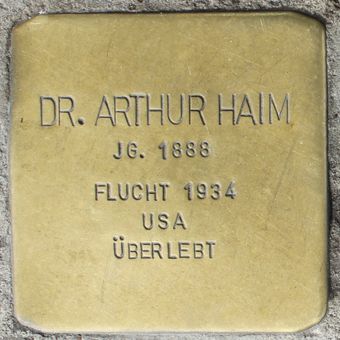 DR. ARTHUR HAIM
JG. 1888
FLUCHT 1934
USA
ÜBERLEBT